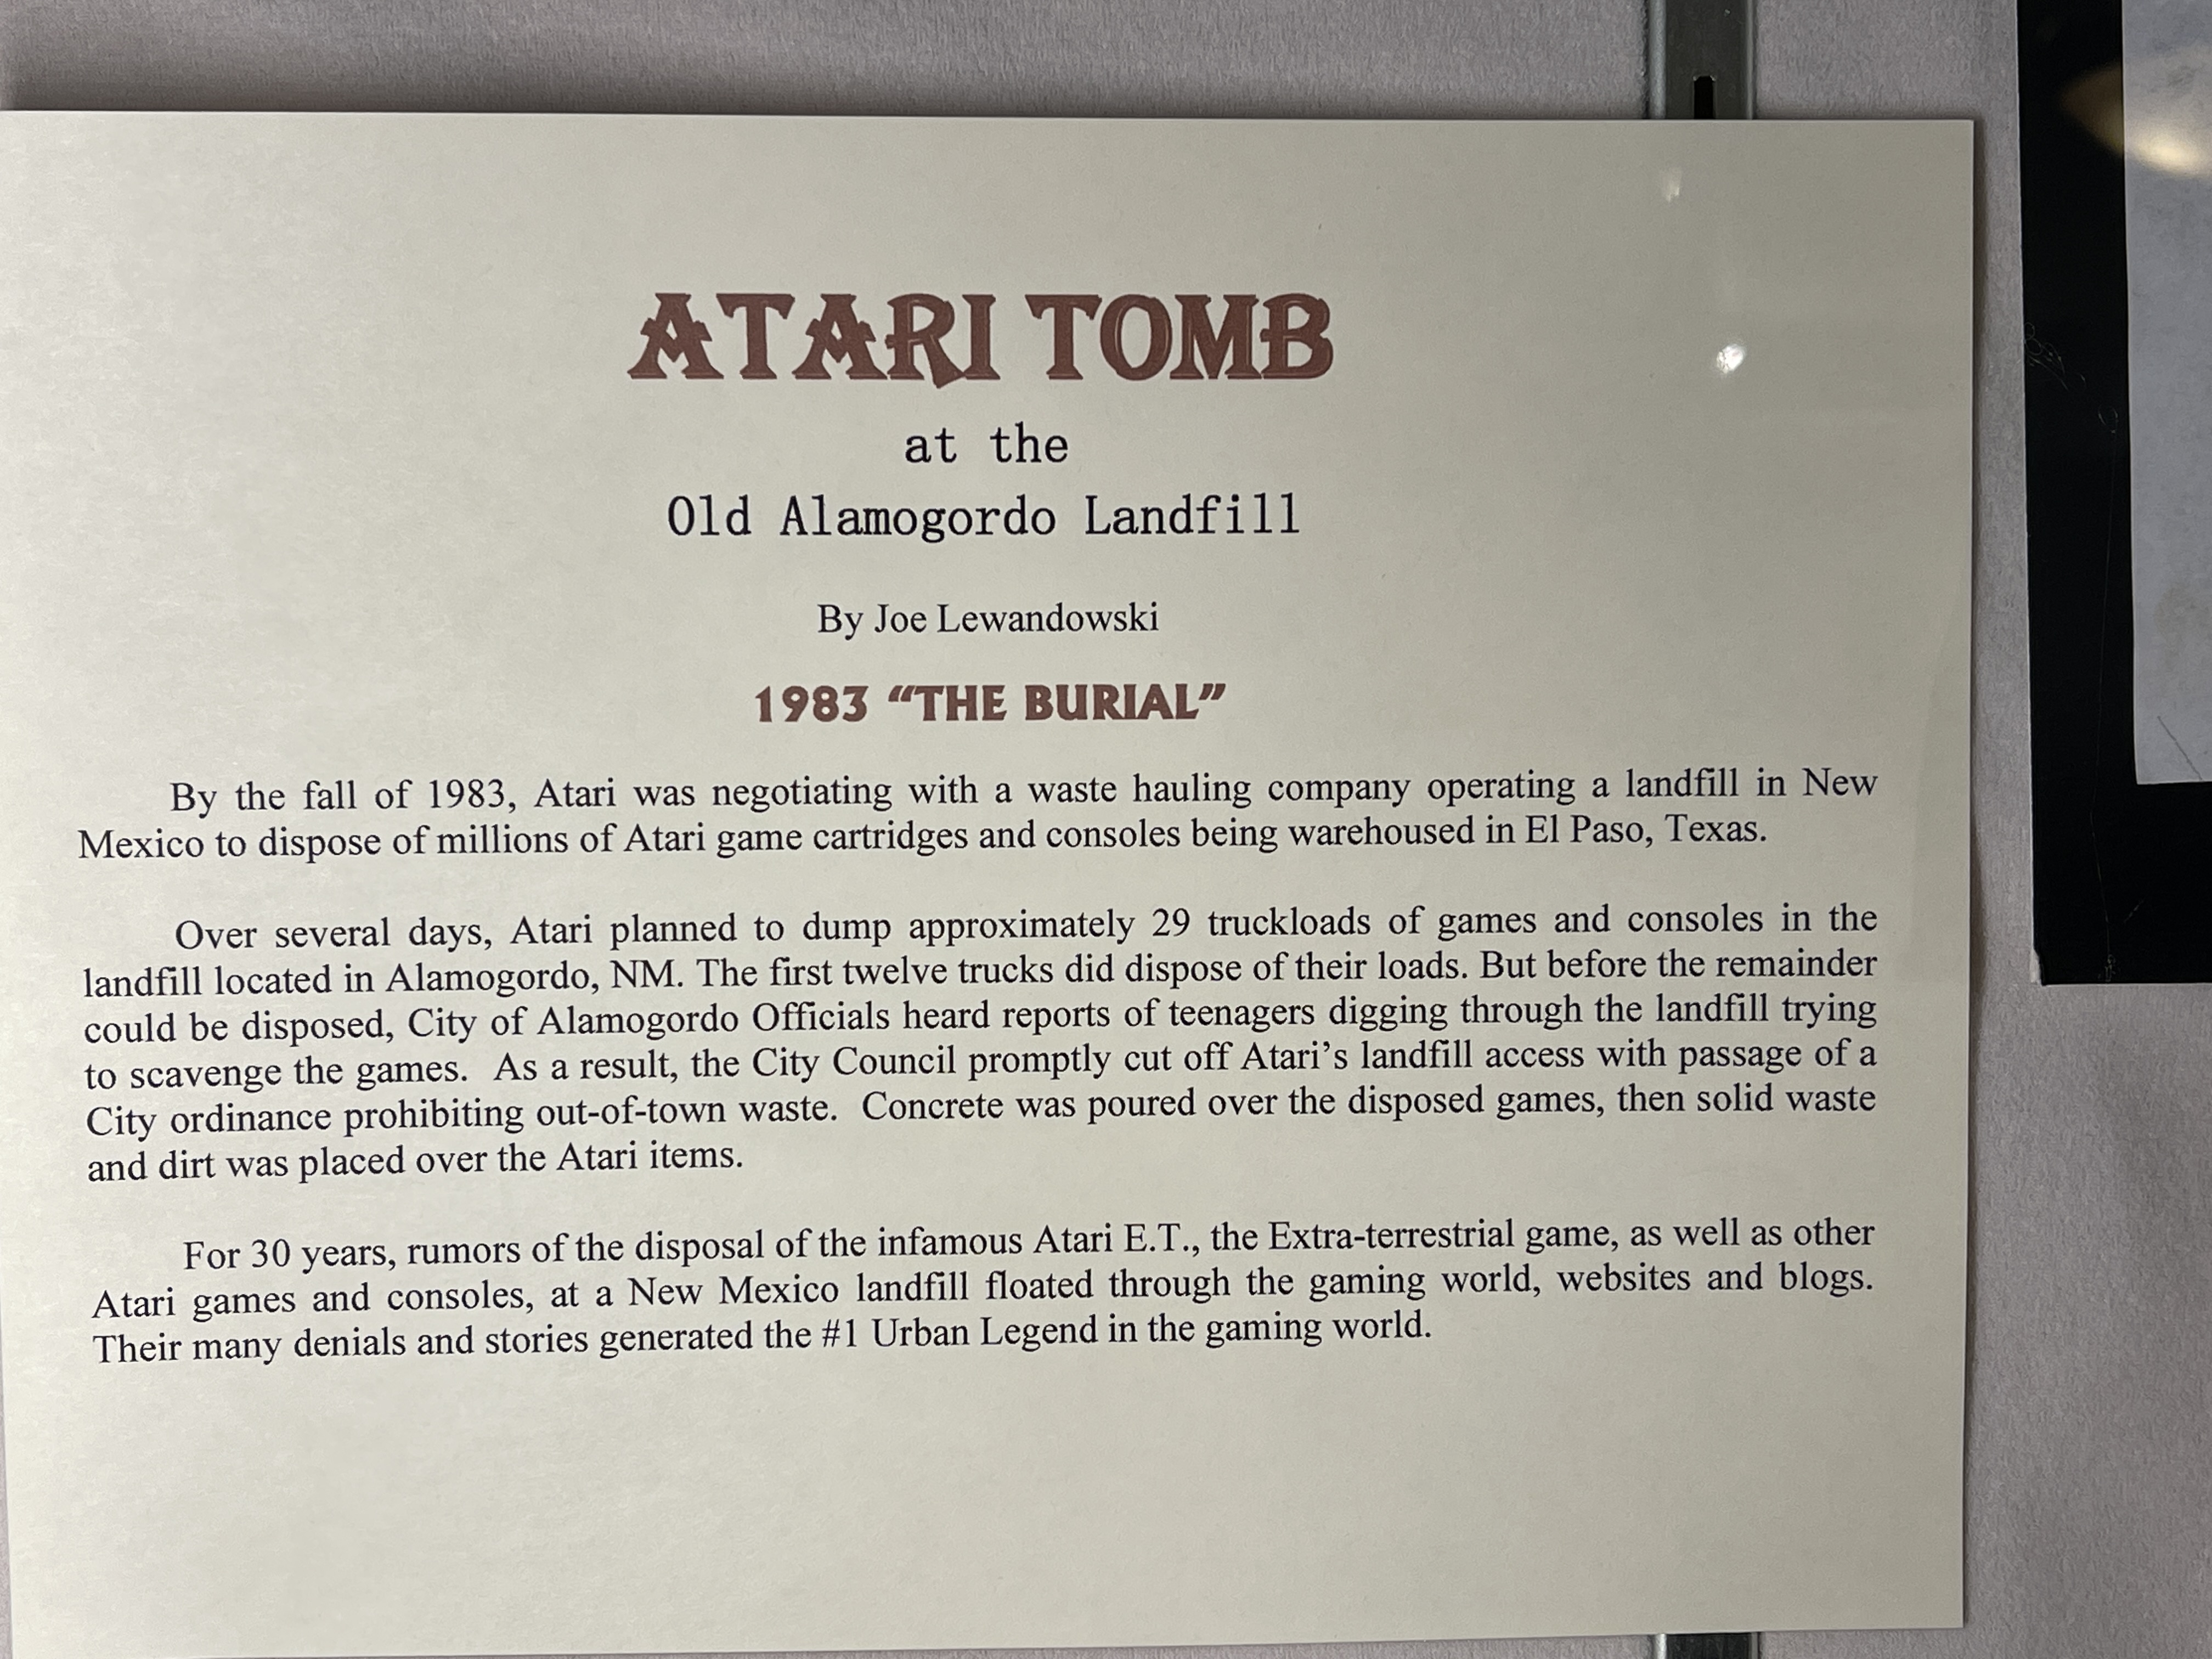 ATARI TOMB
at the
Old Alamogordo Landfill
By Joe Lewandowski
1983 “THE BURIAL”
By the fall of 1983, Atari was negotiating with a waste hauling company operating a landfill in New
Mexico to dispose of millions of Atari game cartridges and consoles being warehoused in El Paso, Texas.
Over several days, Atari planned to dump approximately 29 truckloads of games and consoles in the
landfill located in Alamogordo, NM. The first twelve trucks did dispose of their loads. But before the remainder
could be disposed, City of Alamogordo Officials heard reports of teenagers digging through the landfill trying
to scavenge the games.  As a result, the City Council promptly cut off Atari’s landfill access with passage of a
City ordinance prohibiting out-of-town waste.  Concrete was poured over the disposed games, then solid waste
and dirt was placed over the Atari items.
For 30 years, rumors of the disposal of the infamous Atari E.T., the Extra-terrestrial game, as well as other
Atari games and consoles, at a New Mexico landfill floated through the gaming world, websites and blogs.
Their many denials and stories generated the #1 Urban Legend in the gaming world.